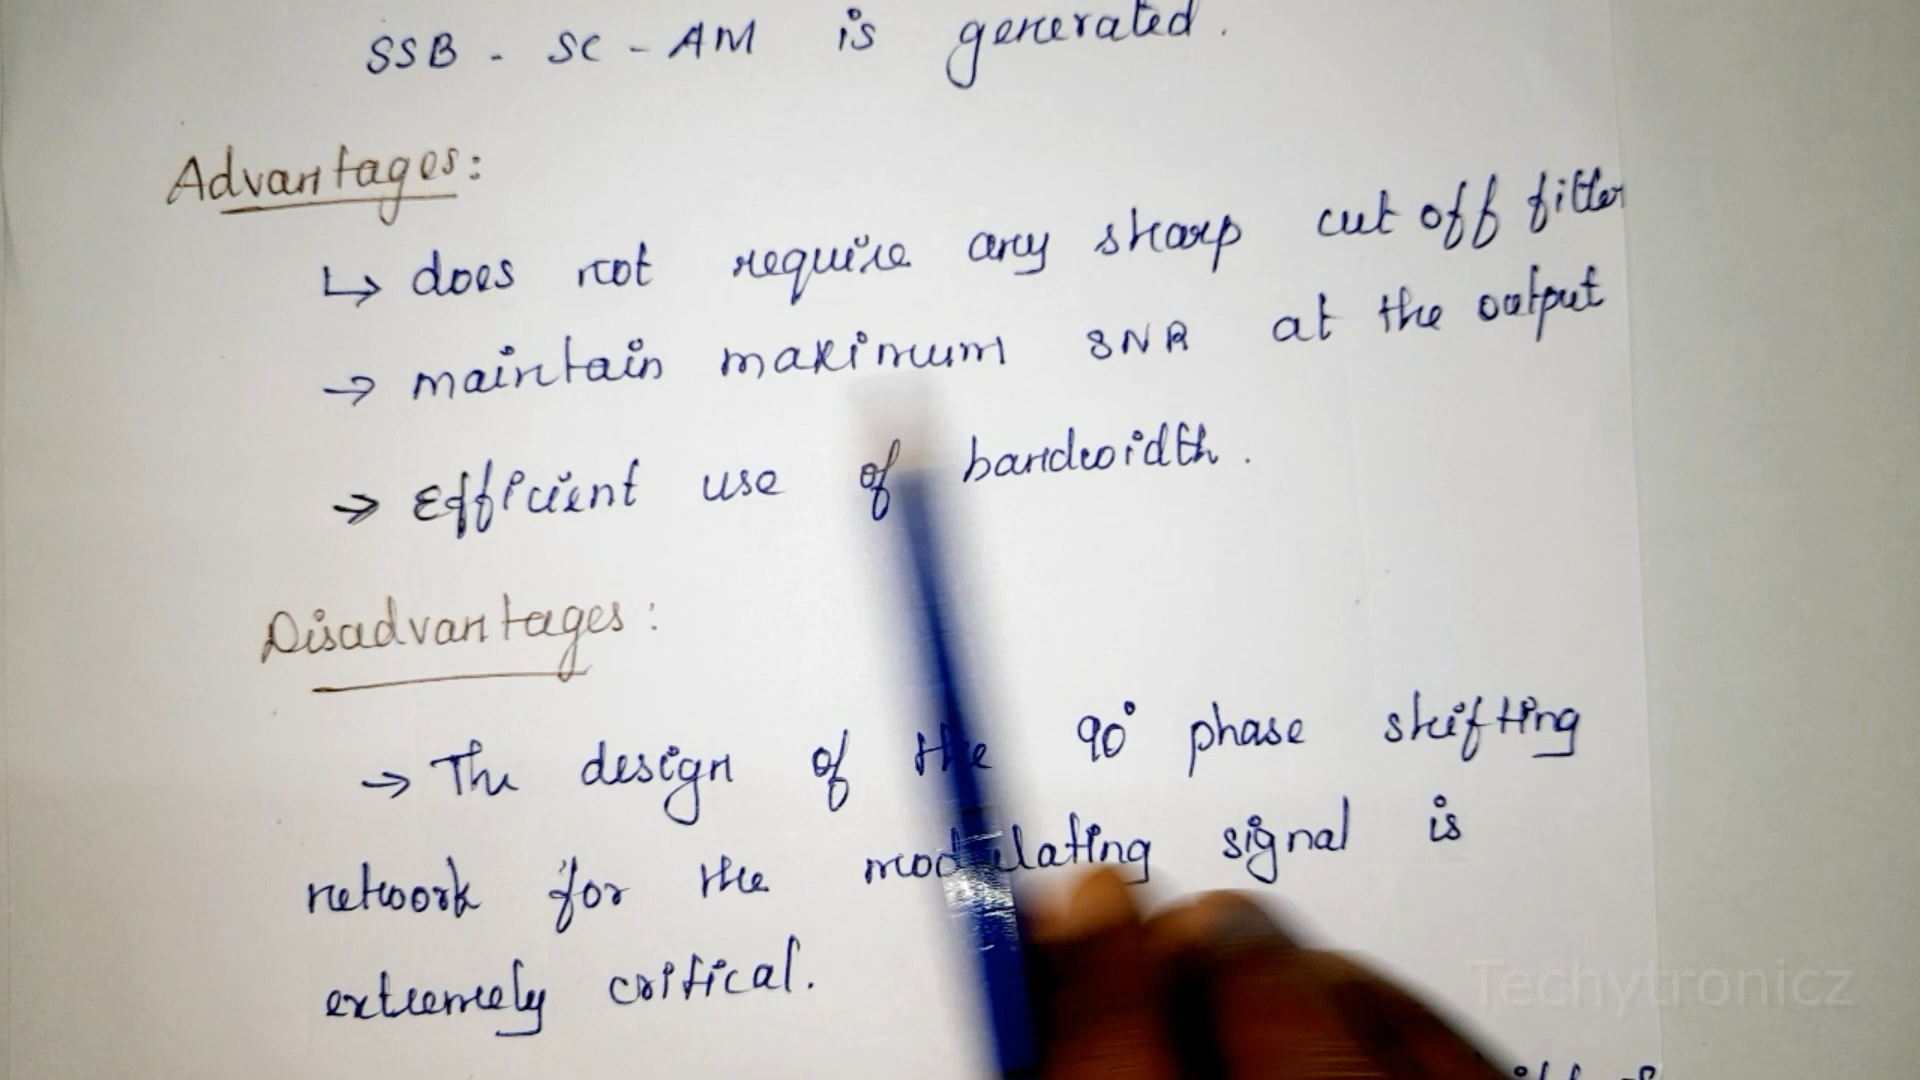 SSB - SC - AM is generated.
Advantages:
↳ does not require any sharp cut off filter
→ maintain maximum SNR at the output
→ Efficient use of bandwidth.
Disadvantages:
→ The design of the 90° phase shifting
network for the modulating signal is
extremely critical.
Techytronicz